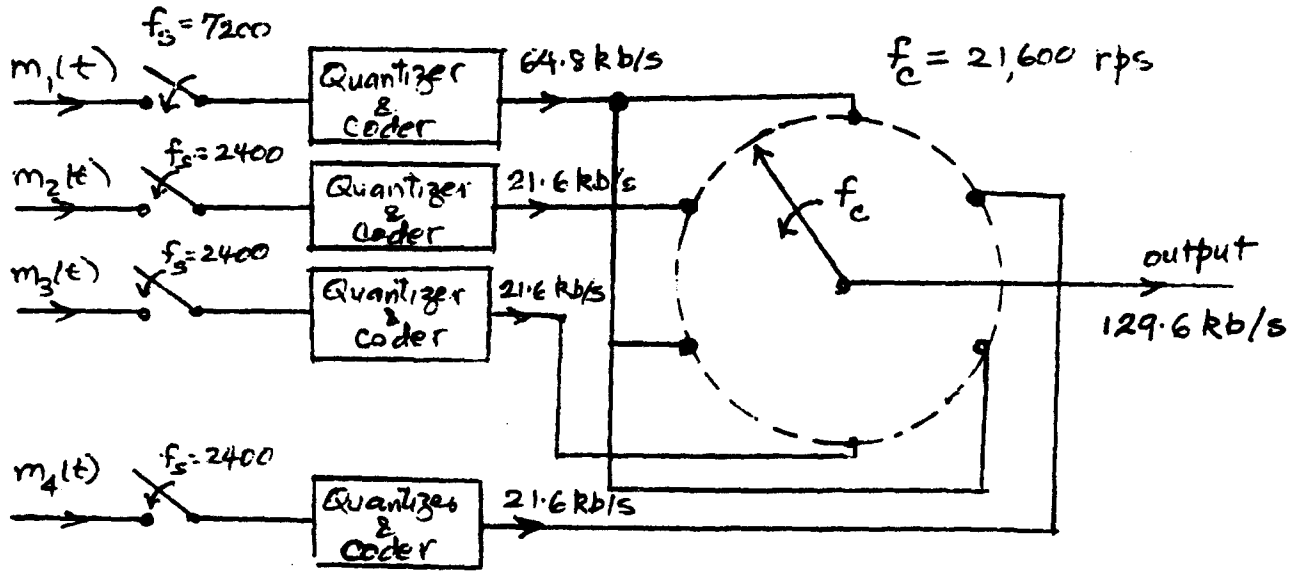 fs = 7200
m1(t)
Quantizer
&
Coder
64.8 kb/s
fc = 21,600 rps
fs = 2400
m2(t)
Quantizer
&
Coder
21.6 kb/s
fc
fs = 2400
m3(t)
Quantizer
&
Coder
21.6 kb/s
output
129.6 kb/s
fs = 2400
m4(t)
Quantizer
&
Coder
21.6 kb/s